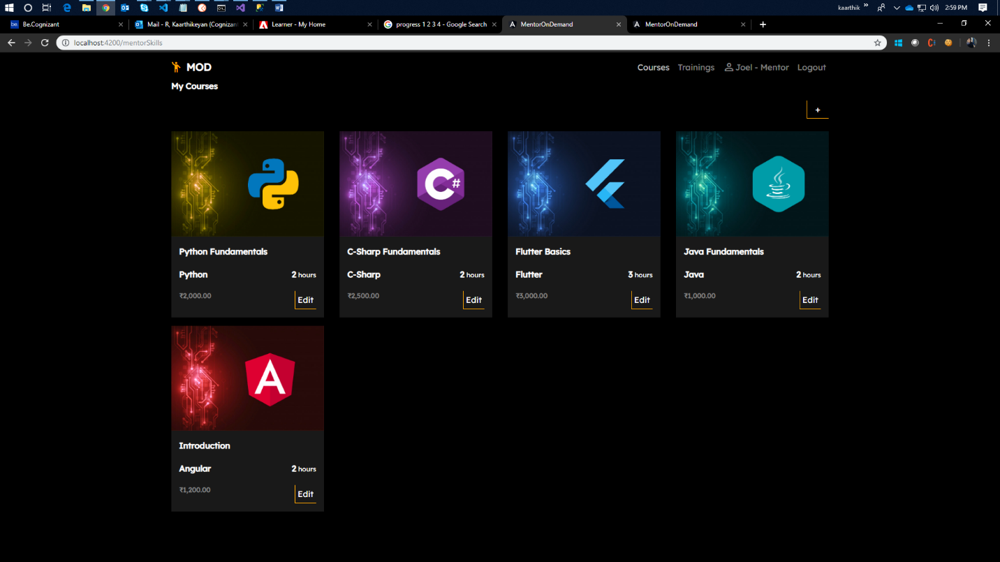 kaarthik
2:59 PM
Be.Cognizant
Mail - R, Kaarthikeyan (Cognizant
Learner - My Home
progress 1 2 3 4 - Google Search
MentorOnDemand
MentorOnDemand
localhost:4200/mentorSkills
MOD
Courses
Trainings
Joel - Mentor
Logout
My Courses
+
Python Fundamentals
Python
2 hours
₹2,000.00
Edit
C#
C-Sharp Fundamentals
C-Sharp
2 hours
₹2,500.00
Edit
Flutter Basics
Flutter
3 hours
₹3,000.00
Edit
Java Fundamentals
Java
2 hours
₹1,000.00
Edit
A
Introduction
Angular
2 hours
₹1,200.00
Edit